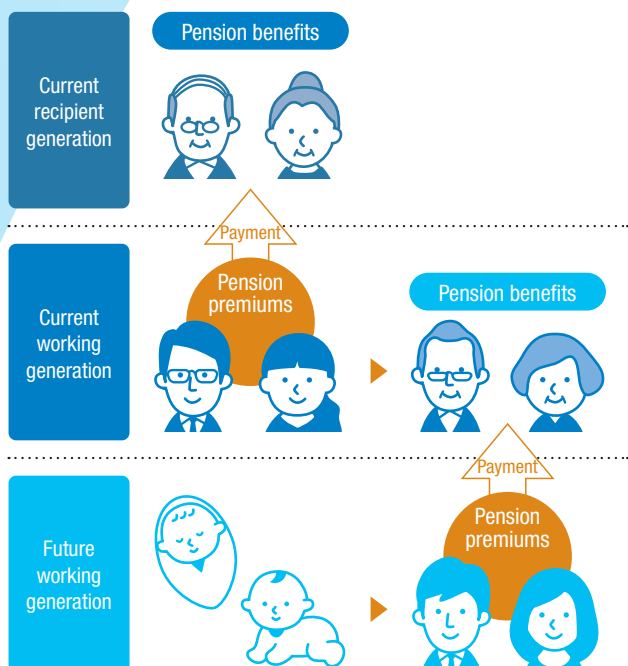 Pension benefits
Current
recipient
generation
Payment
Pension
premiums
Current
working
generation
Pension benefits
Payment
Pension
premiums
Future
working
generation